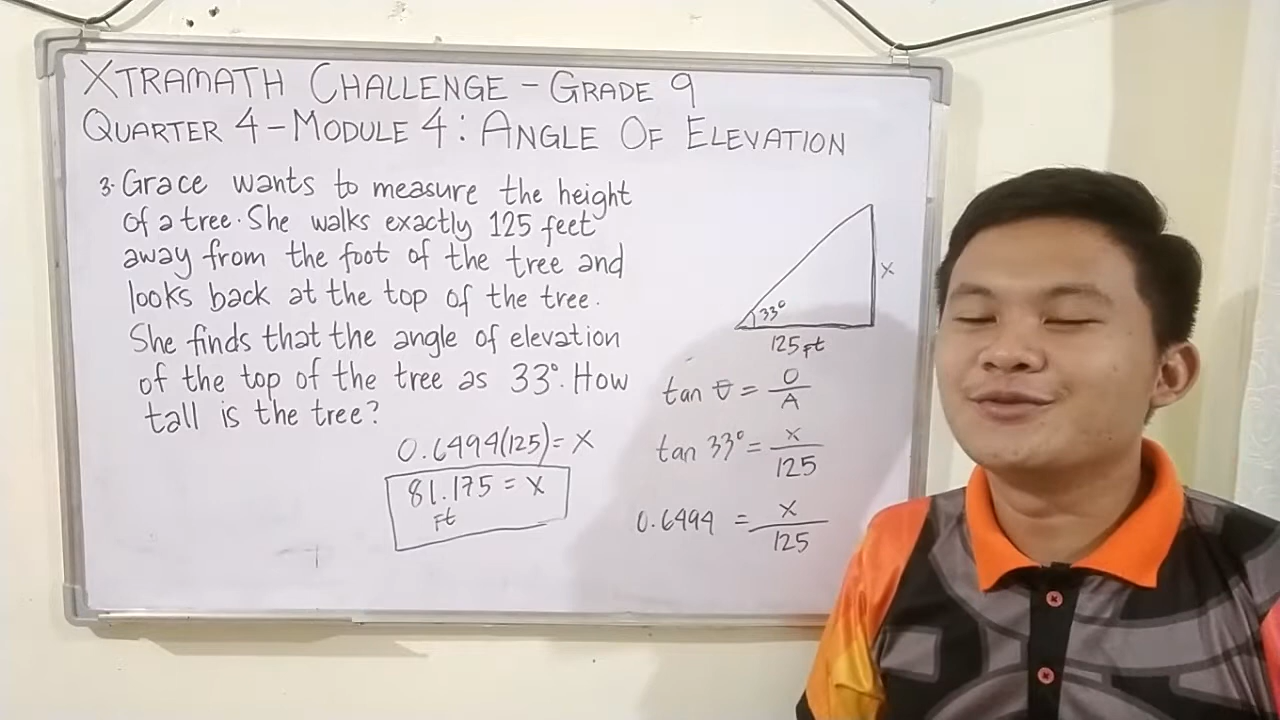 XTRAMATH CHALLENGE - GRADE 9
QUARTER 4 - MODULE 4: ANGLE OF ELEVATION
3. Grace wants to measure the height
of a tree. She walks exactly 125 feet
away from the foot of the tree and
looks back at the top of the tree.
She finds that the angle of elevation
of the top of the tree as 33°. How
tall is the tree?
0.6494(125) = x
81.175 = x
Ft
x
33°
125 ft
tan θ = O/A
tan 33° = x/125
0.6494 = x/125